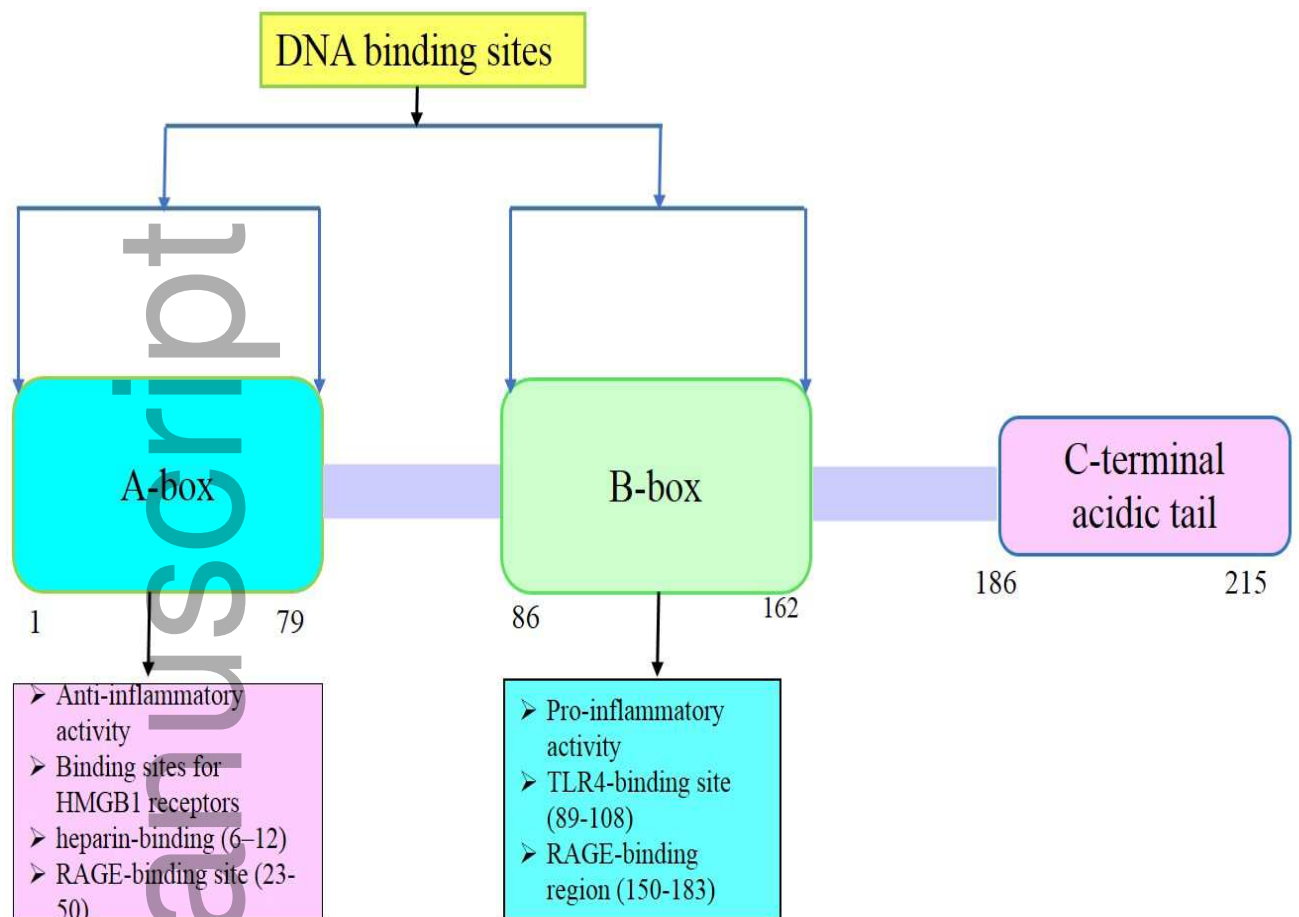 DNA binding sites
A-box
B-box
C-terminal
acidic tail
1
79
86
162
186
215
➤ Anti-inflammatory
activity
➤ Binding sites for
HMGB1 receptors
➤ heparin-binding (6–12)
➤ RAGE-binding site (23-
50)
➤ Pro-inflammatory
activity
➤ TLR4-binding site
(89-108)
➤ RAGE-binding
region (150-183)
anuscript